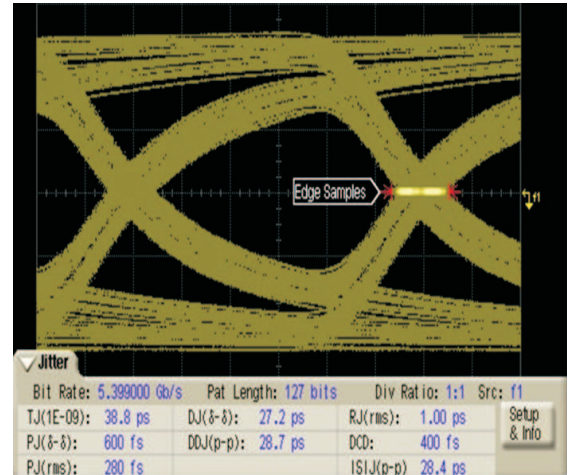 Edge Samples
f1
Jitter
Bit Rate: 5.399000 Gb/s Pat Length: 127 bits Div Ratio: 1:1 Src: f1
TJ(1E-09): 38.8 ps DJ(δ-δ): 27.2 ps RJ(rms): 1.00 ps Setup & Info
PJ(δ-δ): 600 fs DDJ(p-p): 28.7 ps DCD: 400 fs
PJ(rms): 280 fs ISIJ(p-p) 28.4 ps